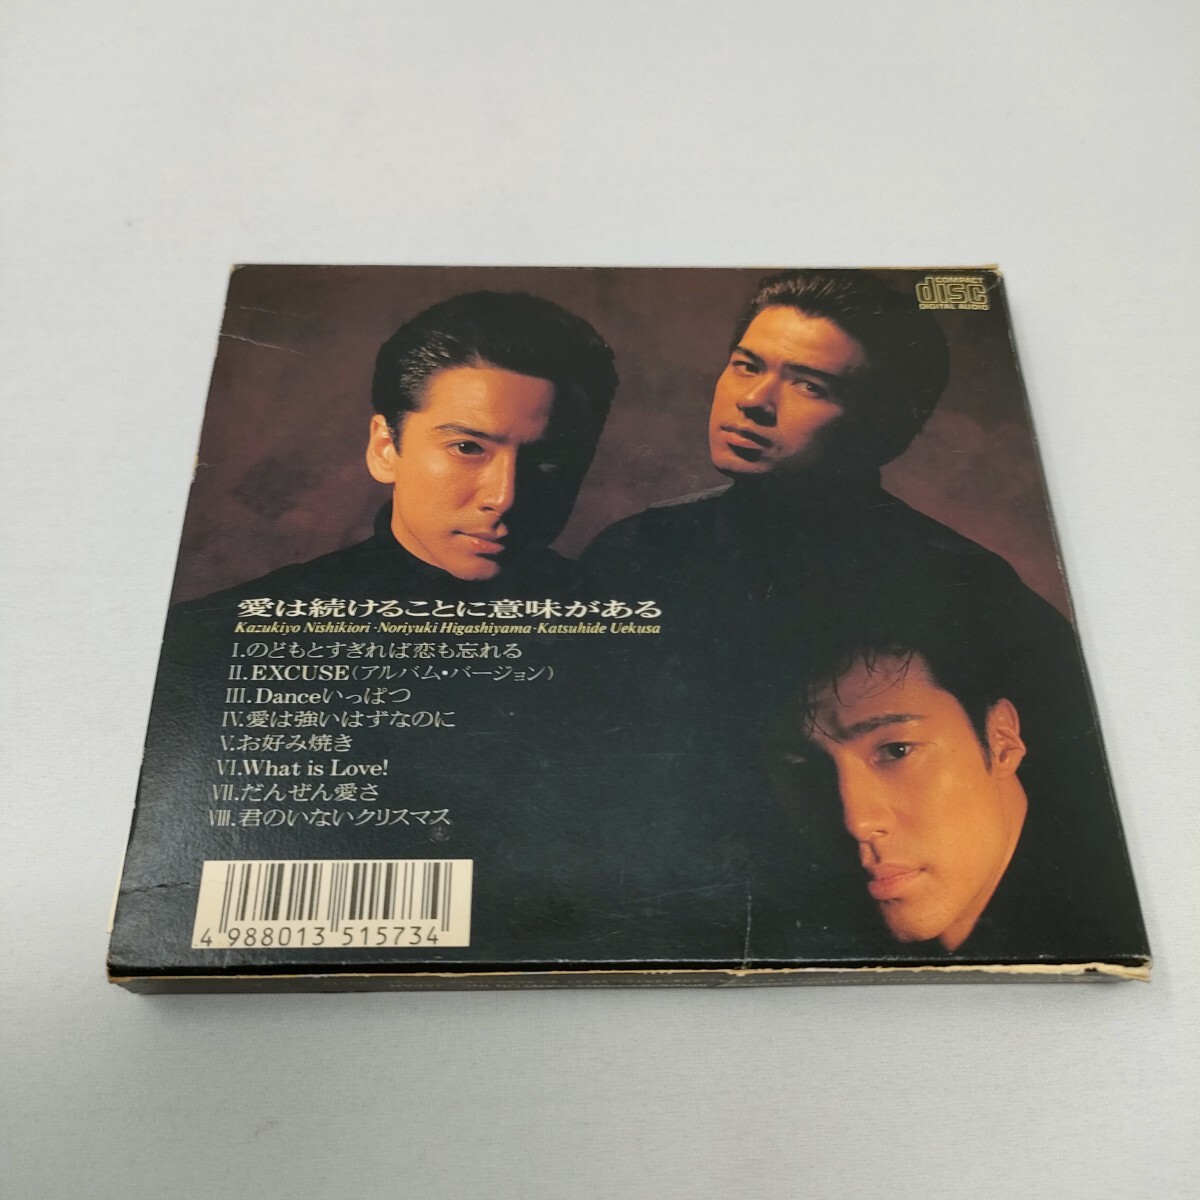 COMPACT
disc
DIGITAL AUDIO
愛は続けることに意味がある
Kazukiyo Nishikiori・Noriyuki Higashiyama・Katsuhide Uekusa
I.のどもとすぎれば恋も忘れる
II.EXCUSE(アルバム・バージョン)
III.Danceいっぱつ
IV.愛は強いはずなのに
V.お好み焼き
VI.What is Love!
VII.だんぜん愛さ
VIII.君のいないクリスマス
4 988013 515734